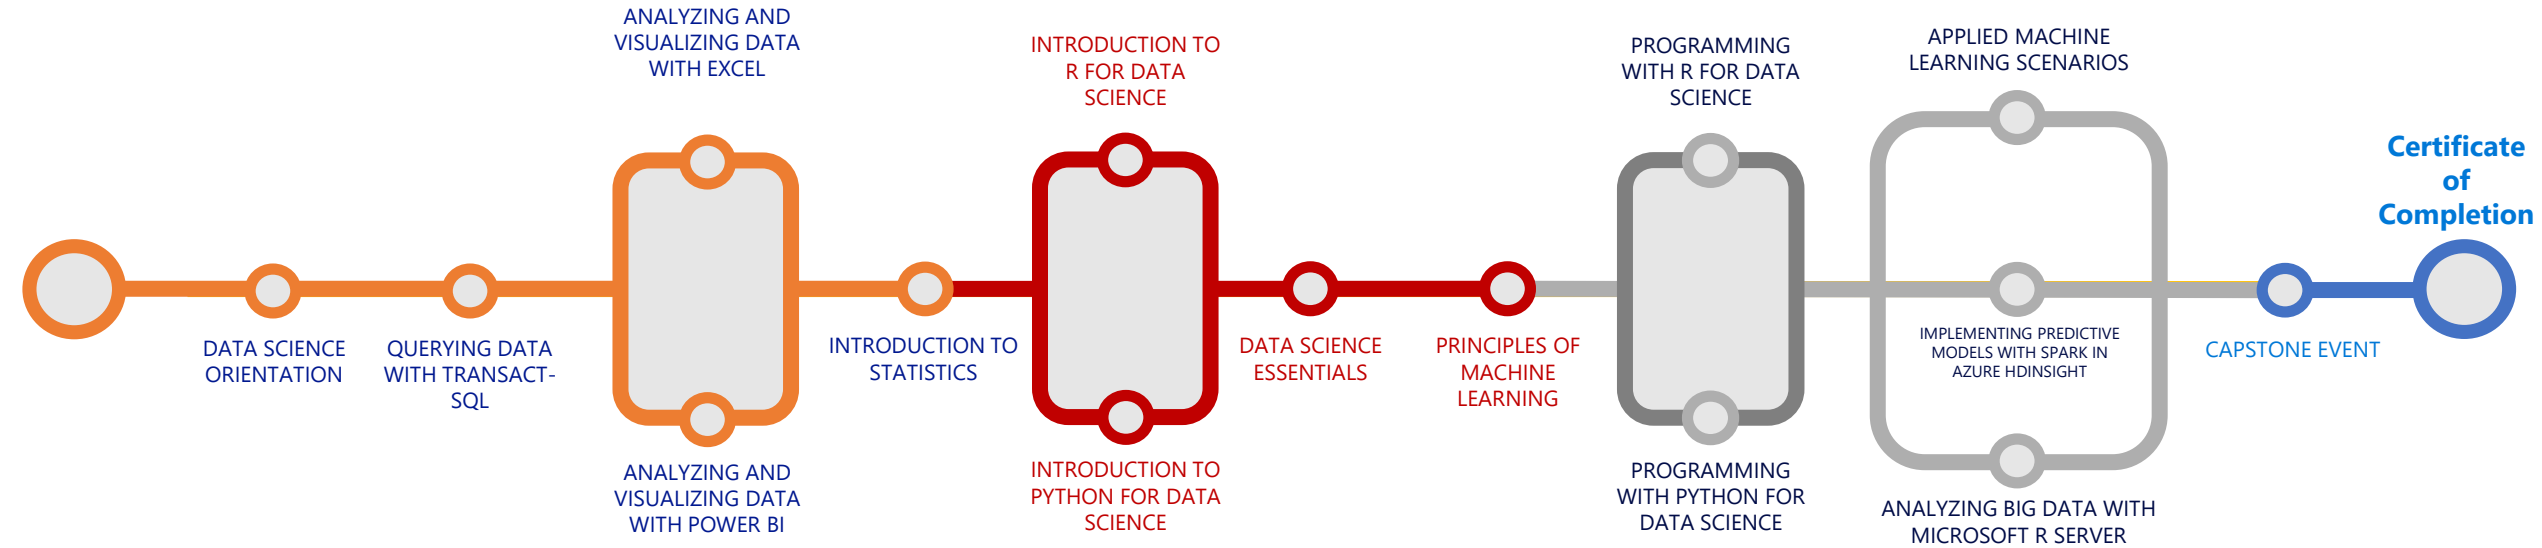 ANALYZING AND
VISUALIZING DATA
WITH EXCEL
INTRODUCTION TO
R FOR DATA
SCIENCE
PROGRAMMING
WITH R FOR DATA
SCIENCE
APPLIED MACHINE
LEARNING SCENARIOS
Certificate
of
Completion
DATA SCIENCE
ORIENTATION
QUERYING DATA
WITH TRANSACT-
SQL
INTRODUCTION TO
STATISTICS
DATA SCIENCE
ESSENTIALS
PRINCIPLES OF
MACHINE
LEARNING
IMPLEMENTING PREDICTIVE
MODELS WITH SPARK IN
AZURE HDINSIGHT
CAPSTONE EVENT
ANALYZING AND
VISUALIZING DATA
WITH POWER BI
INTRODUCTION TO
PYTHON FOR DATA
SCIENCE
PROGRAMMING
WITH PYTHON FOR
DATA SCIENCE
ANALYZING BIG DATA WITH
MICROSOFT R SERVER